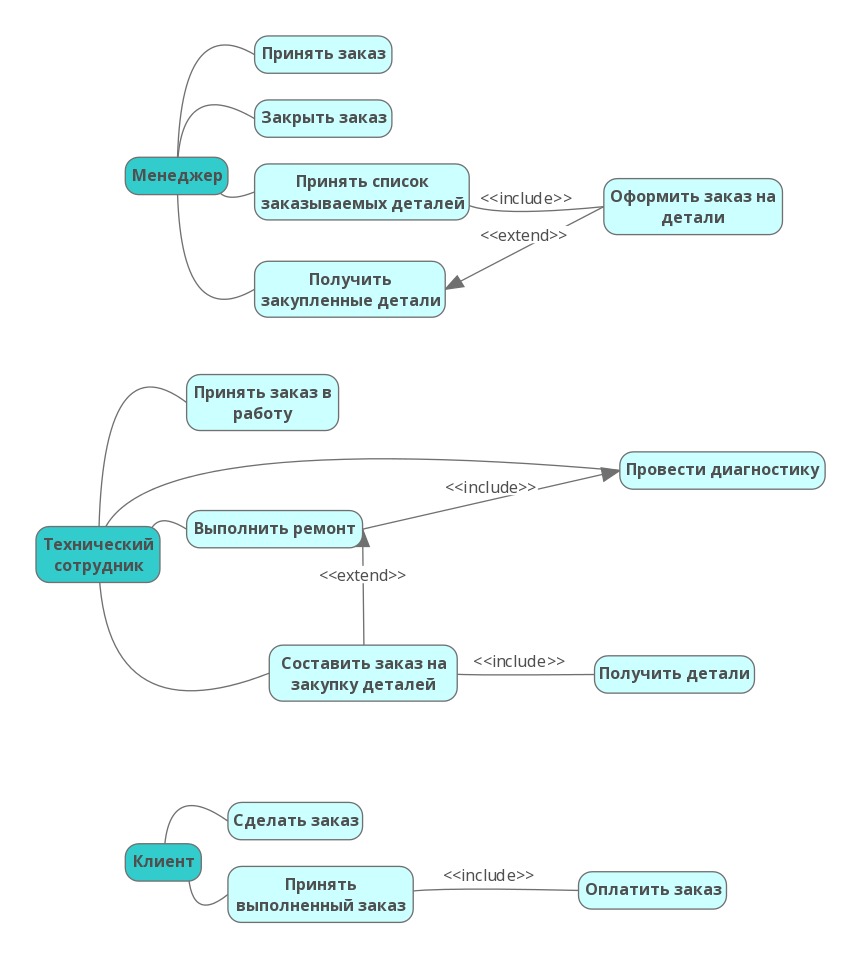 Принять заказ
Закрыть заказ
Менеджер
Принять список
заказываемых деталей
<<include>>
Оформить заказ на
детали
<<extend>>
Получить
закупленные детали
Принять заказ в
работу
Провести диагностику
<<include>>
Выполнить ремонт
Технический
сотрудник
<<extend>>
Составить заказ на
закупку деталей
<<include>>
Получить детали
Сделать заказ
Клиент
Принять
выполненный заказ
<<include>>
Оплатить заказ